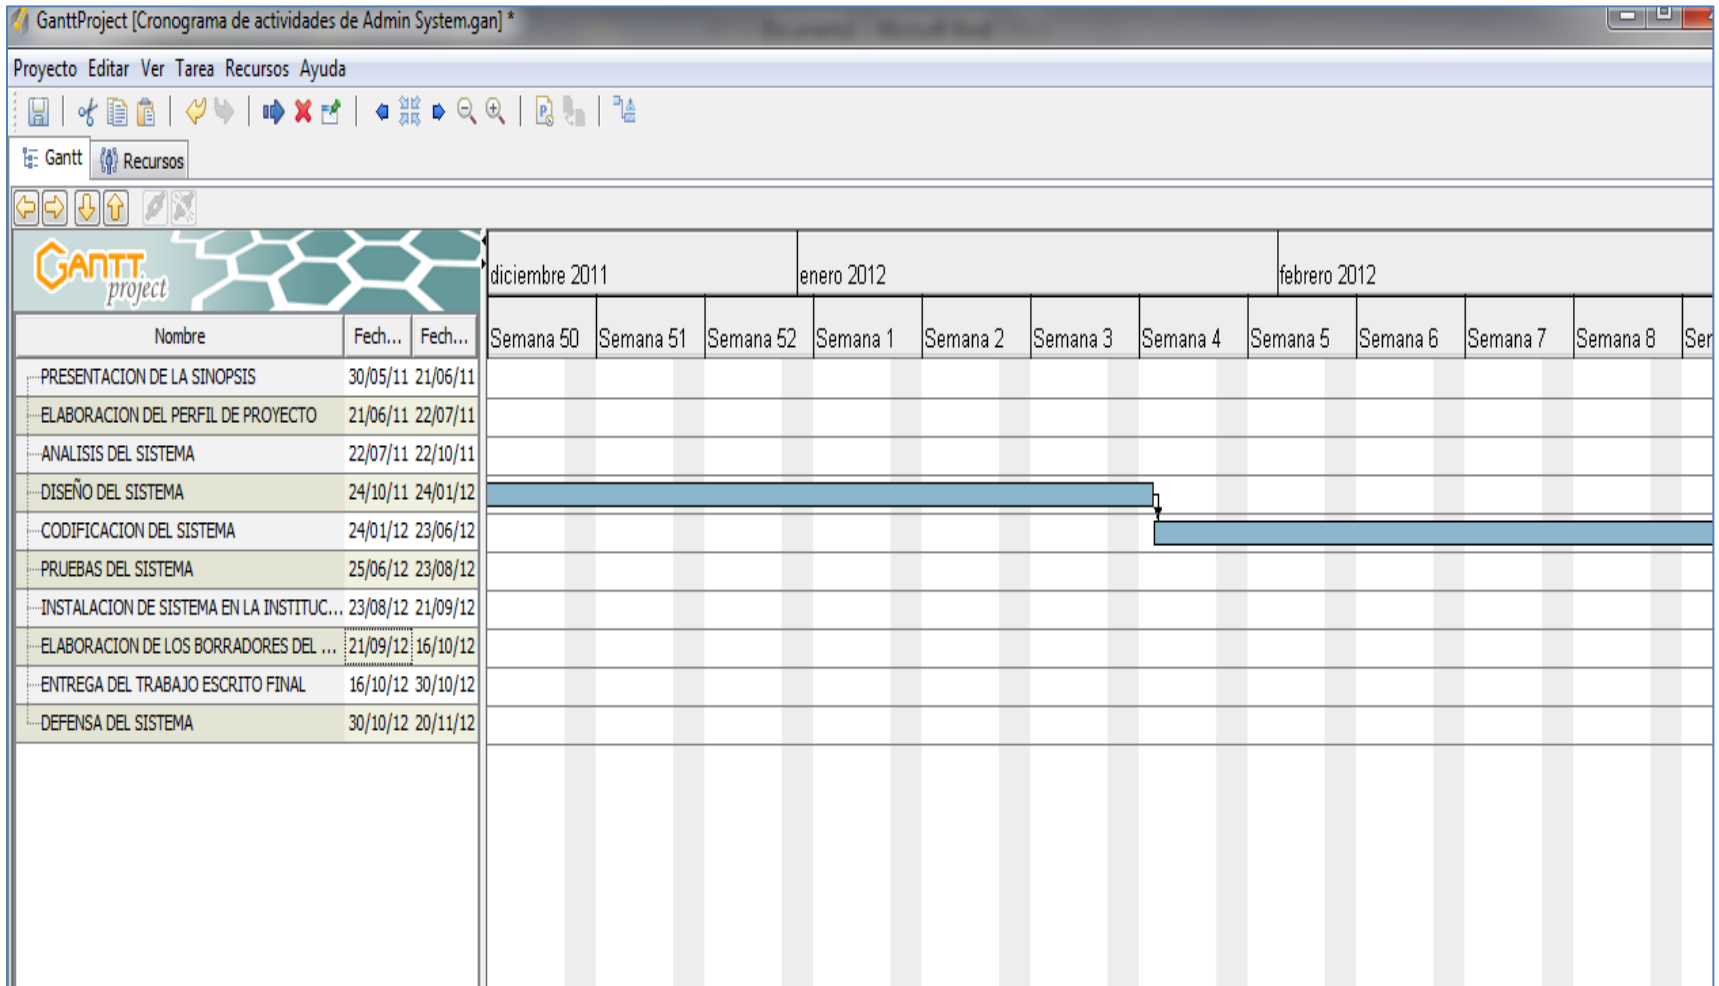 GanttProject [Cronograma de actividades de Admin System.gan] *
Proyecto Editar Ver Tarea Recursos Ayuda
Gantt Recursos
GANTT project
diciembre 2011 enero 2012 febrero 2012
Nombre Fech... Fech... Semana 50 Semana 51 Semana 52 Semana 1 Semana 2 Semana 3 Semana 4 Semana 5 Semana 6 Semana 7 Semana 8 Ser
PRESENTACION DE LA SINOPSIS 30/05/11 21/06/11
ELABORACION DEL PERFIL DE PROYECTO 21/06/11 22/07/11
ANALISIS DEL SISTEMA 22/07/11 22/10/11
DISEÑO DEL SISTEMA 24/10/11 24/01/12
CODIFICACION DEL SISTEMA 24/01/12 23/06/12
PRUEBAS DEL SISTEMA 25/06/12 23/08/12
INSTALACION DE SISTEMA EN LA INSTITUC... 23/08/12 21/09/12
ELABORACION DE LOS BORRADORES DEL ... 21/09/12 16/10/12
ENTREGA DEL TRABAJO ESCRITO FINAL 16/10/12 30/10/12
DEFENSA DEL SISTEMA 30/10/12 20/11/12